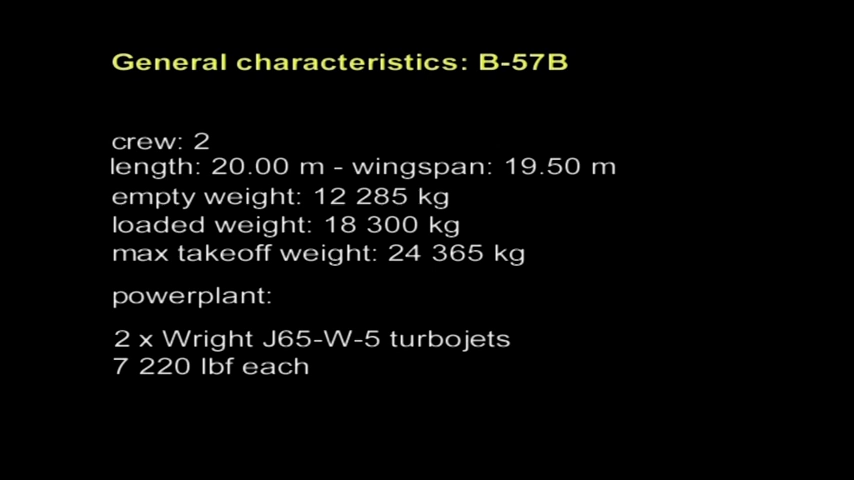 General characteristics: B-57B
crew: 2
length: 20.00 m - wingspan: 19.50 m
empty weight: 12 285 kg
loaded weight: 18 300 kg
max takeoff weight: 24 365 kg
powerplant:
2 x Wright J65-W-5 turbojets
7 220 lbf each